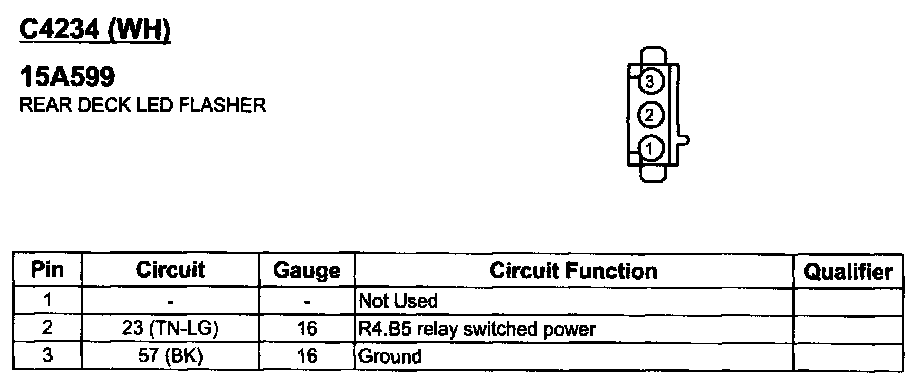 C4234 (WH)
15A599
REAR DECK LED FLASHER
3
2
1
Pin Circuit Gauge Circuit Function Qualifier
1 - - Not Used
2 23 (TN-LG) 16 R4.B5 relay switched power
3 57 (BK) 16 Ground